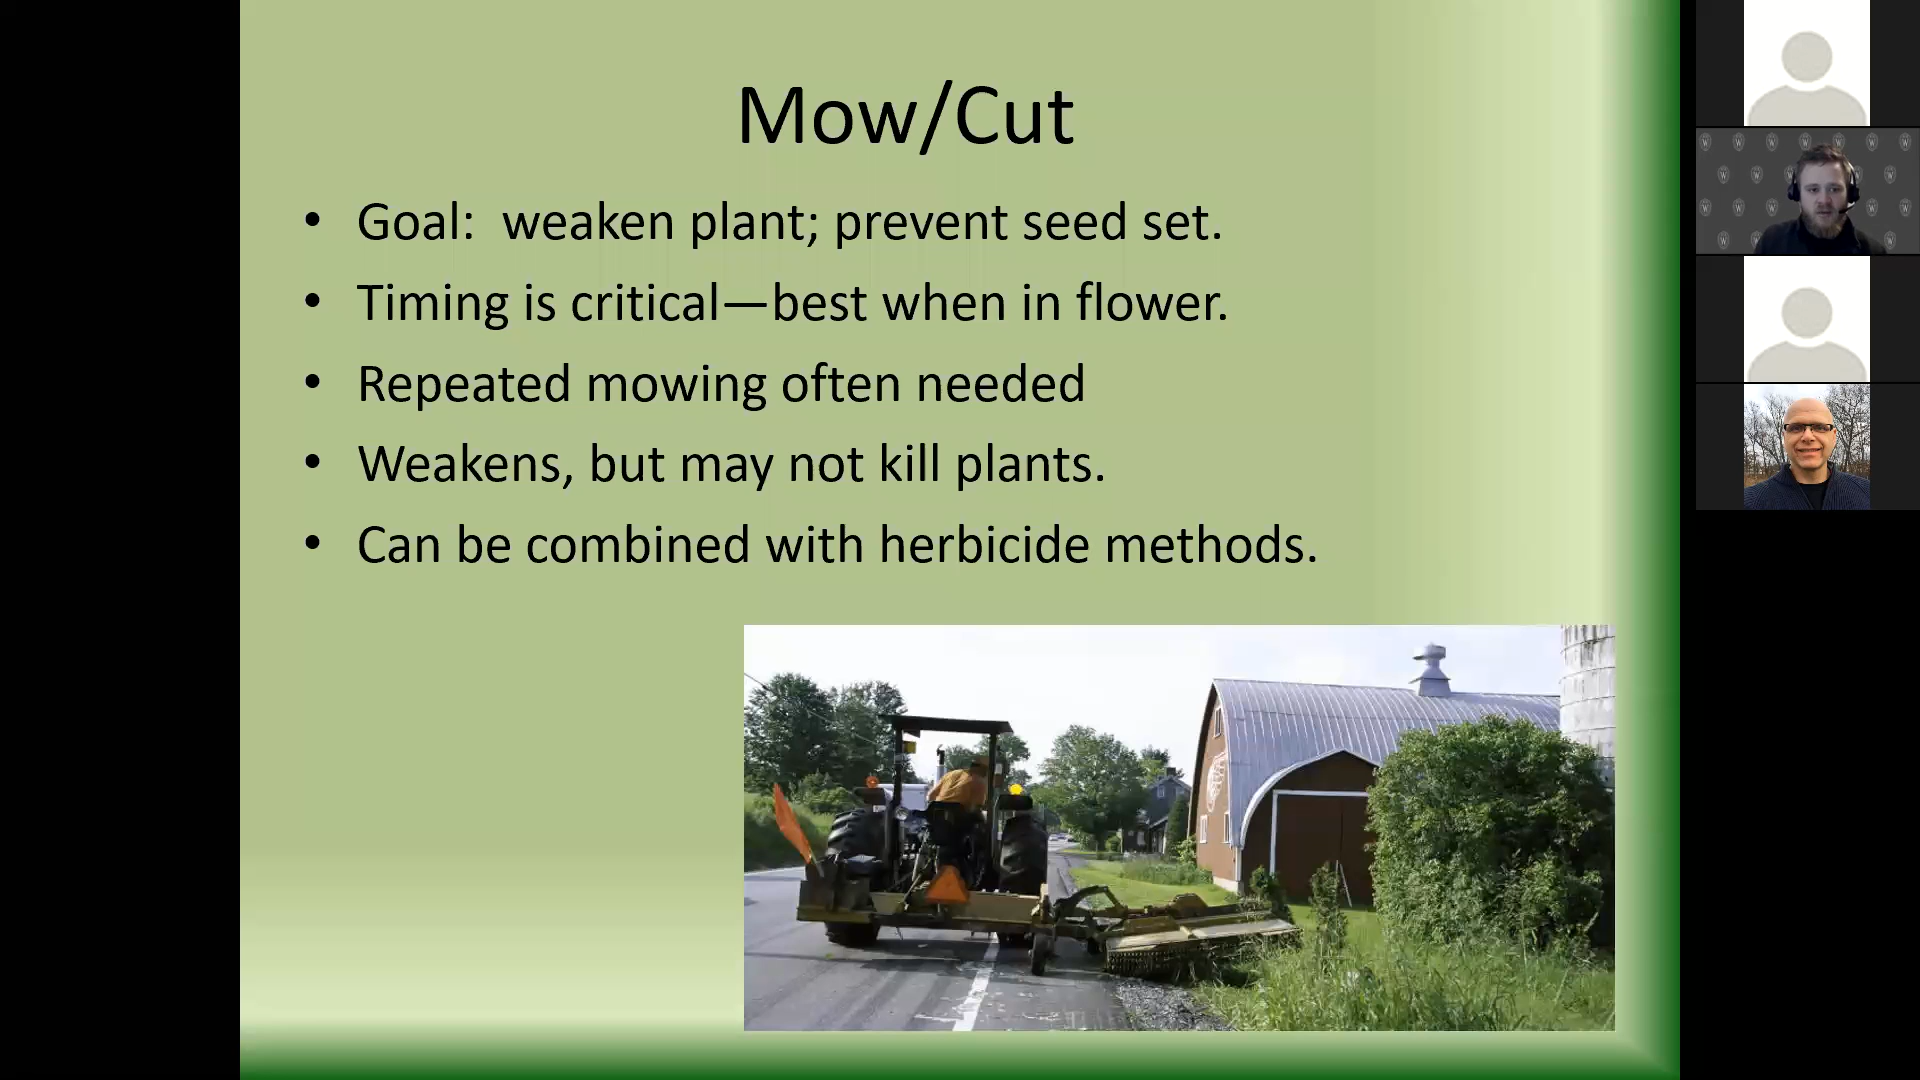 Mow/Cut
• Goal:  weaken plant; prevent seed set.
• Timing is critical—best when in flower.
• Repeated mowing often needed
• Weakens, but may not kill plants.
• Can be combined with herbicide methods.